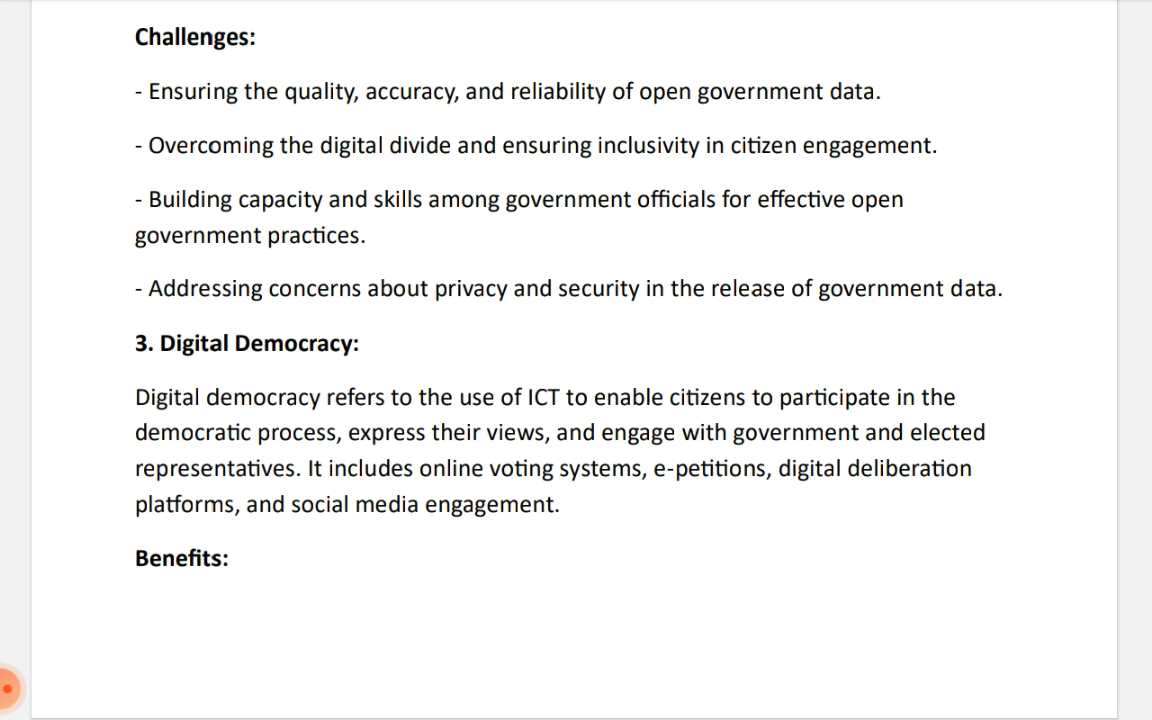 Challenges:
- Ensuring the quality, accuracy, and reliability of open government data.
- Overcoming the digital divide and ensuring inclusivity in citizen engagement.
- Building capacity and skills among government officials for effective open
government practices.
- Addressing concerns about privacy and security in the release of government data.
3. Digital Democracy:
Digital democracy refers to the use of ICT to enable citizens to participate in the
democratic process, express their views, and engage with government and elected
representatives. It includes online voting systems, e-petitions, digital deliberation
platforms, and social media engagement.
Benefits: